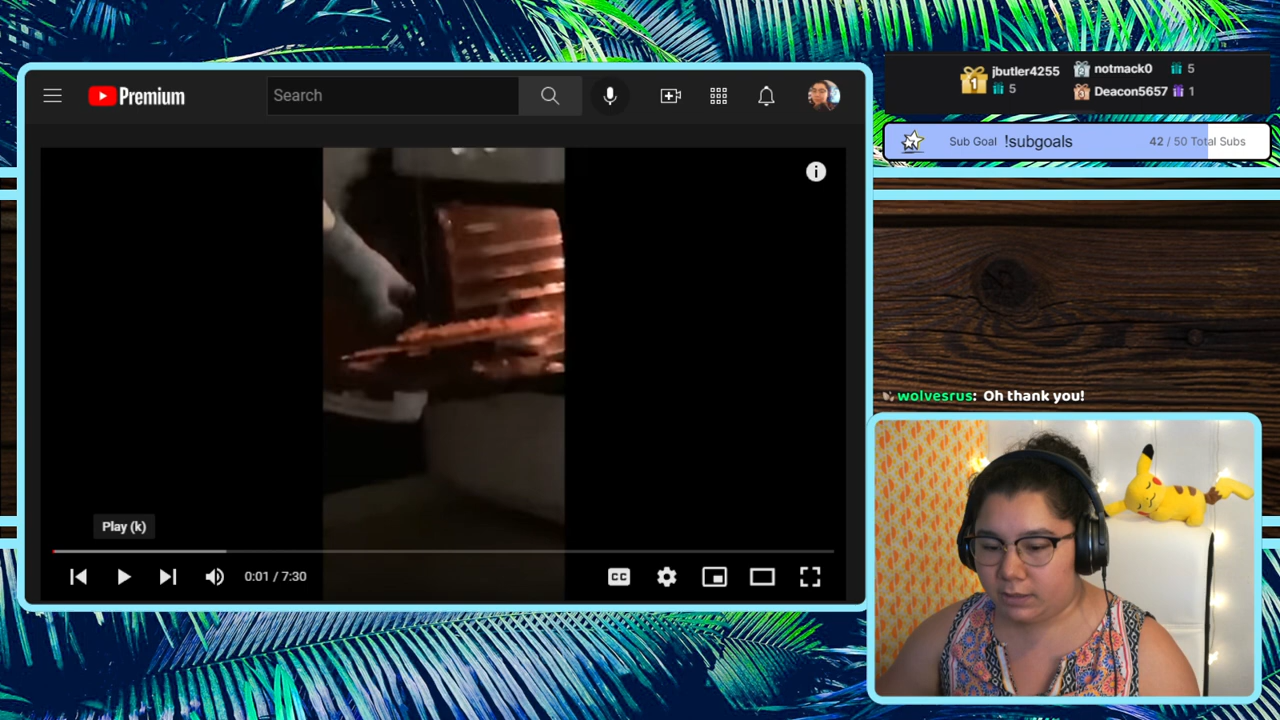 Premium
Search
jbutler4255
5
notmack0
5
Deacon5657
1
Sub Goal !subgoals
42 / 50 Total Subs
wolvesrus: Oh thank you!
Play (k)
0:01 / 7:30
CC